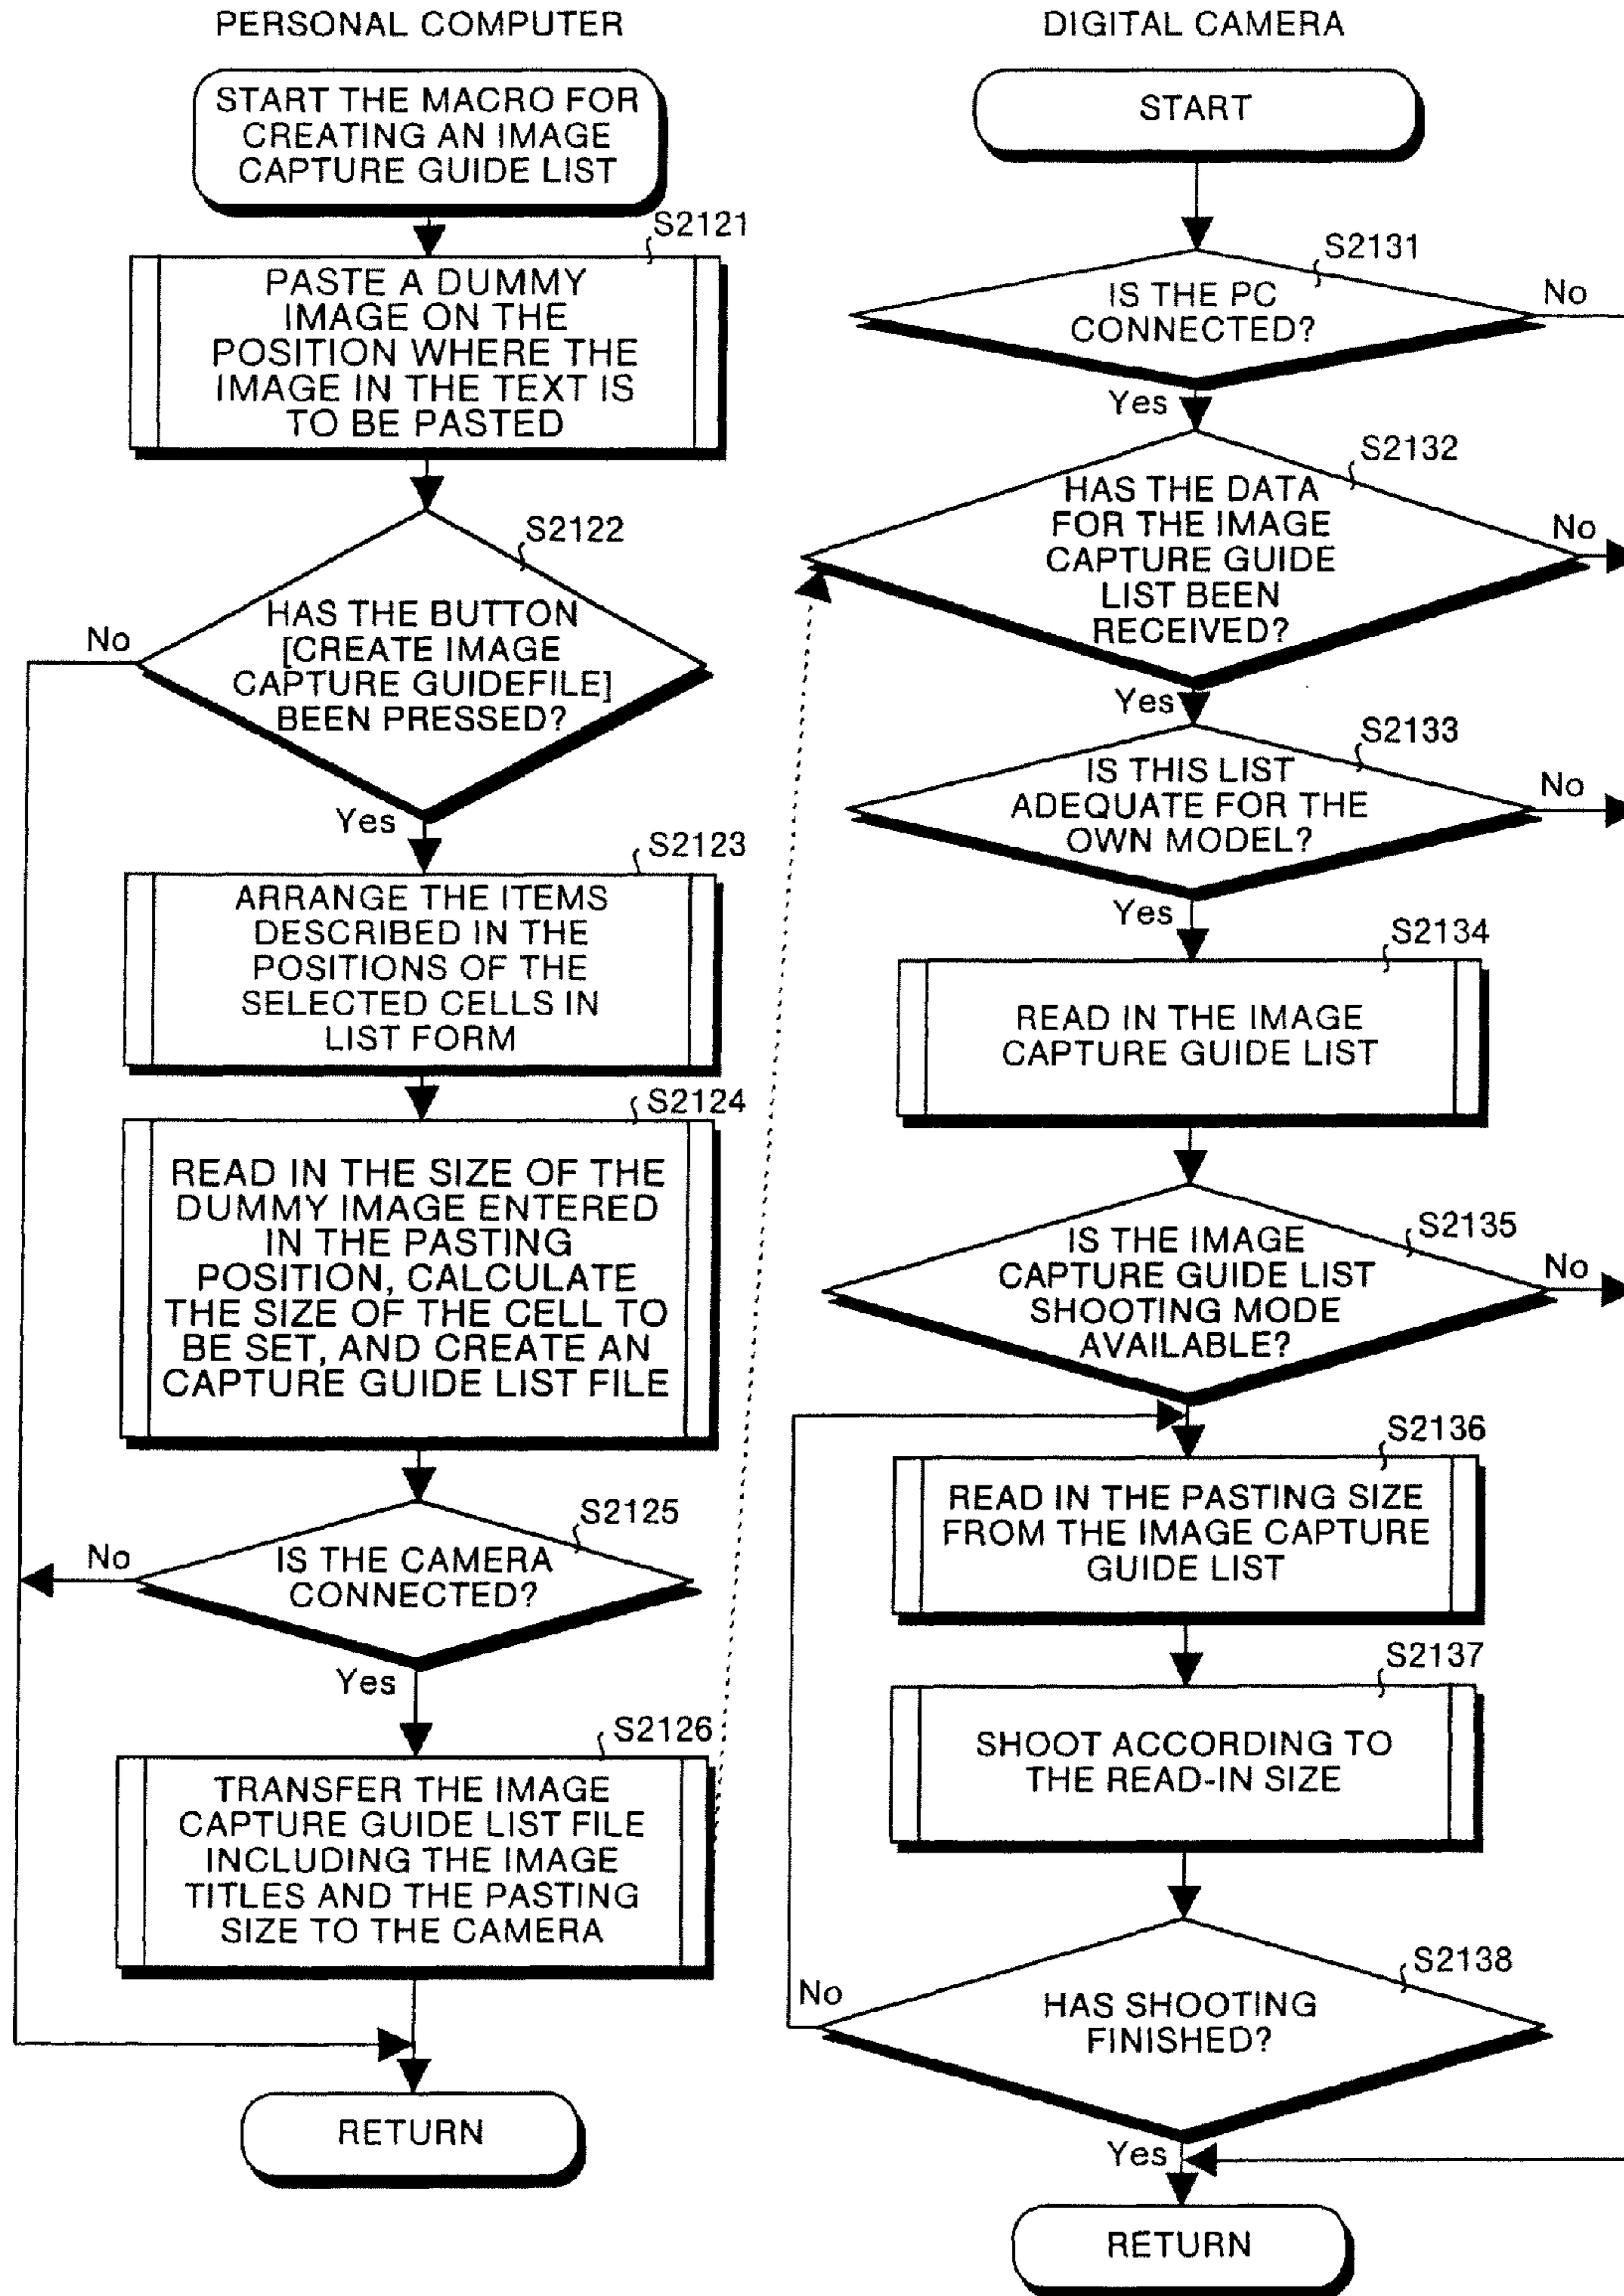 PERSONAL COMPUTER
START THE MACRO FOR
CREATING AN IMAGE
CAPTURE GUIDE LIST
S2121
PASTE A DUMMY
IMAGE ON THE
POSITION WHERE THE
IMAGE IN THE TEXT IS
TO BE PASTED
S2122
HAS THE BUTTON
[CREATE IMAGE
CAPTURE GUIDEFILE]
BEEN PRESSED?
No
Yes
S2123
ARRANGE THE ITEMS
DESCRIBED IN THE
POSITIONS OF THE
SELECTED CELLS IN
LIST FORM
S2124
READ IN THE SIZE OF THE
DUMMY IMAGE ENTERED
IN THE PASTING
POSITION, CALCULATE
THE SIZE OF THE CELL TO
BE SET, AND CREATE AN
CAPTURE GUIDE LIST FILE
S2125
IS THE CAMERA
CONNECTED?
No
Yes
S2126
TRANSFER THE IMAGE
CAPTURE GUIDE LIST FILE
INCLUDING THE IMAGE
TITLES AND THE PASTING
SIZE TO THE CAMERA
RETURN
DIGITAL CAMERA
START
S2131
IS THE PC
CONNECTED?
No
Yes
S2132
HAS THE DATA
FOR THE IMAGE
CAPTURE GUIDE
LIST BEEN
RECEIVED?
No
Yes
S2133
IS THIS LIST
ADEQUATE FOR THE
OWN MODEL?
No
Yes
S2134
READ IN THE IMAGE
CAPTURE GUIDE LIST
S2135
IS THE IMAGE
CAPTURE GUIDE LIST
SHOOTING MODE
AVAILABLE?
No
S2136
READ IN THE PASTING SIZE
FROM THE IMAGE CAPTURE
GUIDE LIST
S2137
SHOOT ACCORDING TO
THE READ-IN SIZE
S2138
HAS SHOOTING
FINISHED?
No
Yes
RETURN